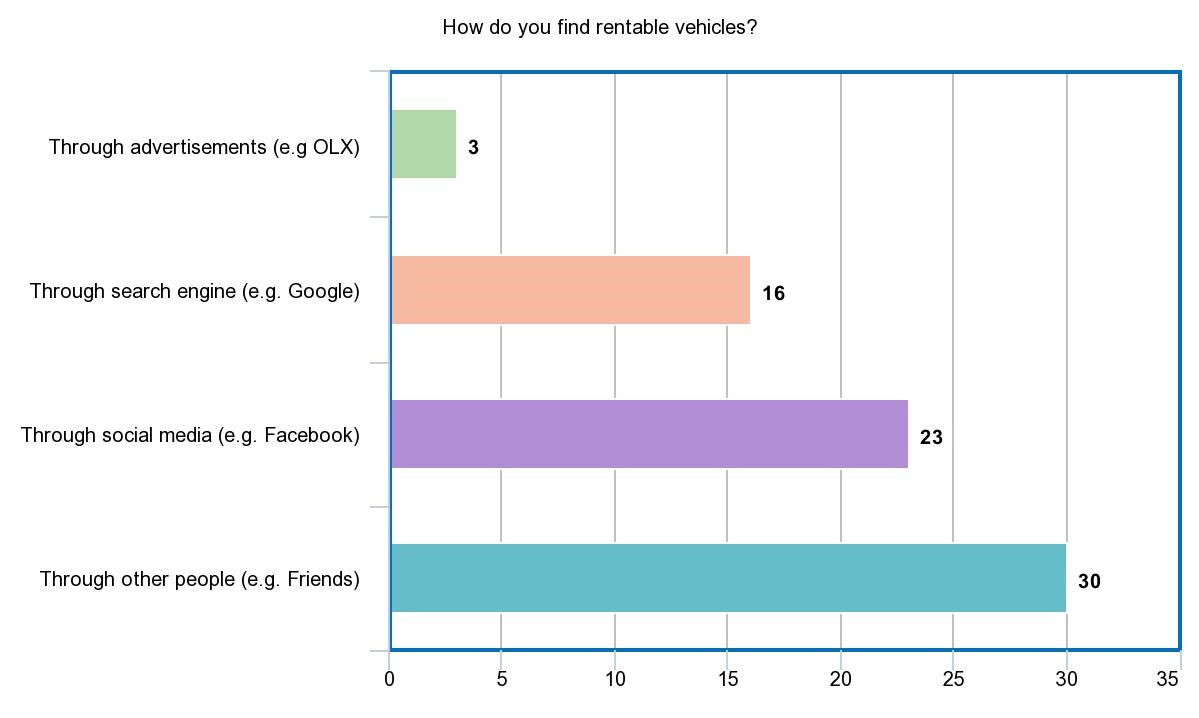 How do you find rentable vehicles?
Through advertisements (e.g OLX)
3
Through search engine (e.g. Google)
16
Through social media (e.g. Facebook)
23
Through other people (e.g. Friends)
30
0 5 10 15 20 25 30 35